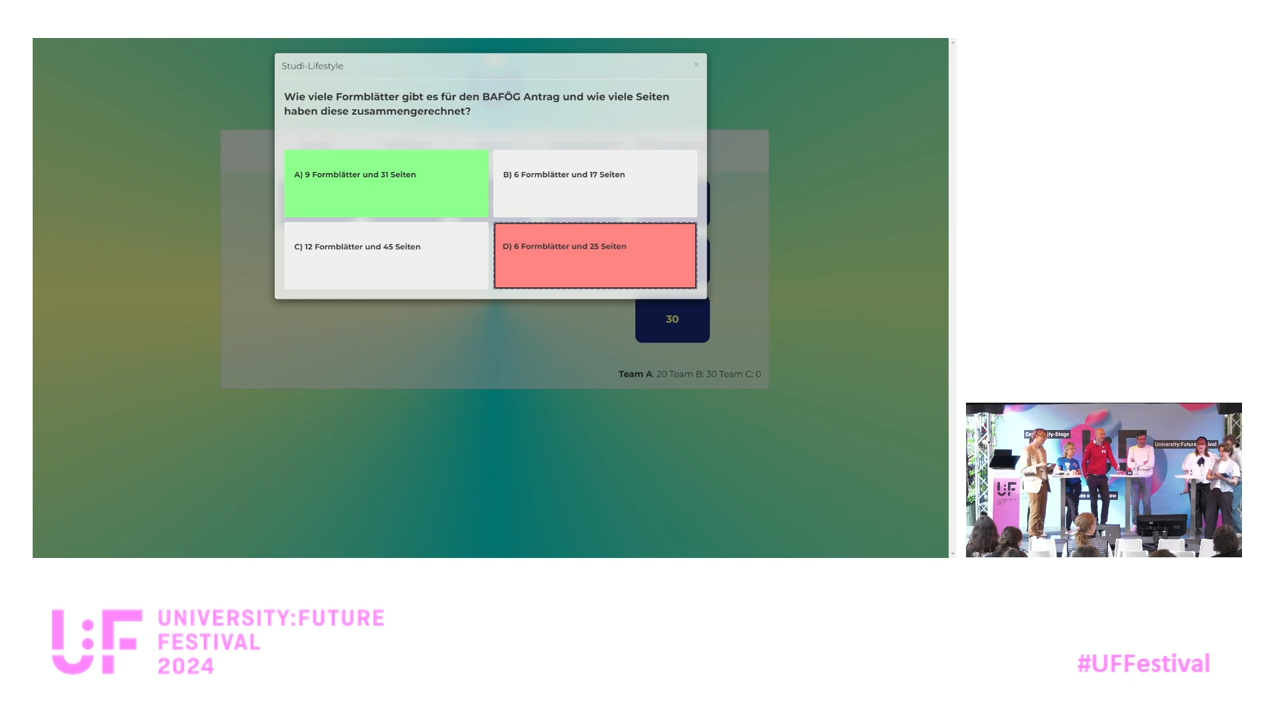 Studi-Lifestyle
×
Wie viele Formblätter gibt es für den BAFÖG Antrag und wie viele Seiten
haben diese zusammengerechnet?
A) 9 Formblätter und 31 Seiten
B) 6 Formblätter und 17 Seiten
C) 12 Formblätter und 45 Seiten
D) 6 Formblätter und 25 Seiten
30
Team A: 20 Team B: 30 Team C: 0
University:Future
U:F
U:F
UNIVERSITY:FUTURE
FESTIVAL
2024
#UFFestival